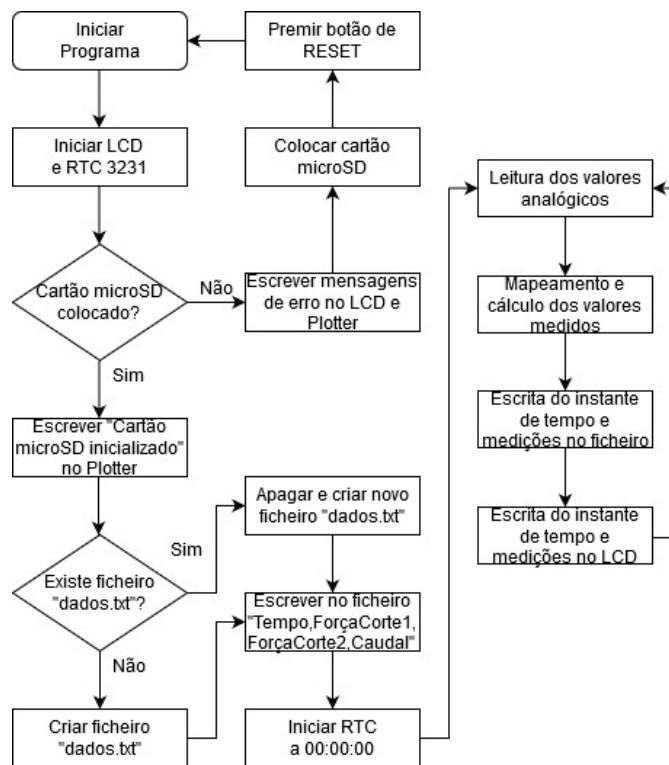 Iniciar
Programa
Premir botão de
RESET
Iniciar LCD
e RTC 3231
Colocar cartão
microSD
Cartão microSD
colocado?
Não
Escrever mensagens
de erro no LCD e
Plotter
Sim
Escrever "Cartão
microSD inicializado"
no Plotter
Existe ficheiro
"dados.txt"?
Sim
Apagar e criar novo
ficheiro "dados.txt"
Não
Criar ficheiro
"dados.txt"
Escrever no ficheiro
"Tempo,ForçaCorte1,
ForçaCorte2,Caudal"
Iniciar RTC
a 00:00:00
Leitura dos valores
analógicos
Mapeamento e
cálculo dos valores
medidos
Escrita do instante
de tempo e
medições no ficheiro
Escrita do instante
de tempo e
medições no LCD